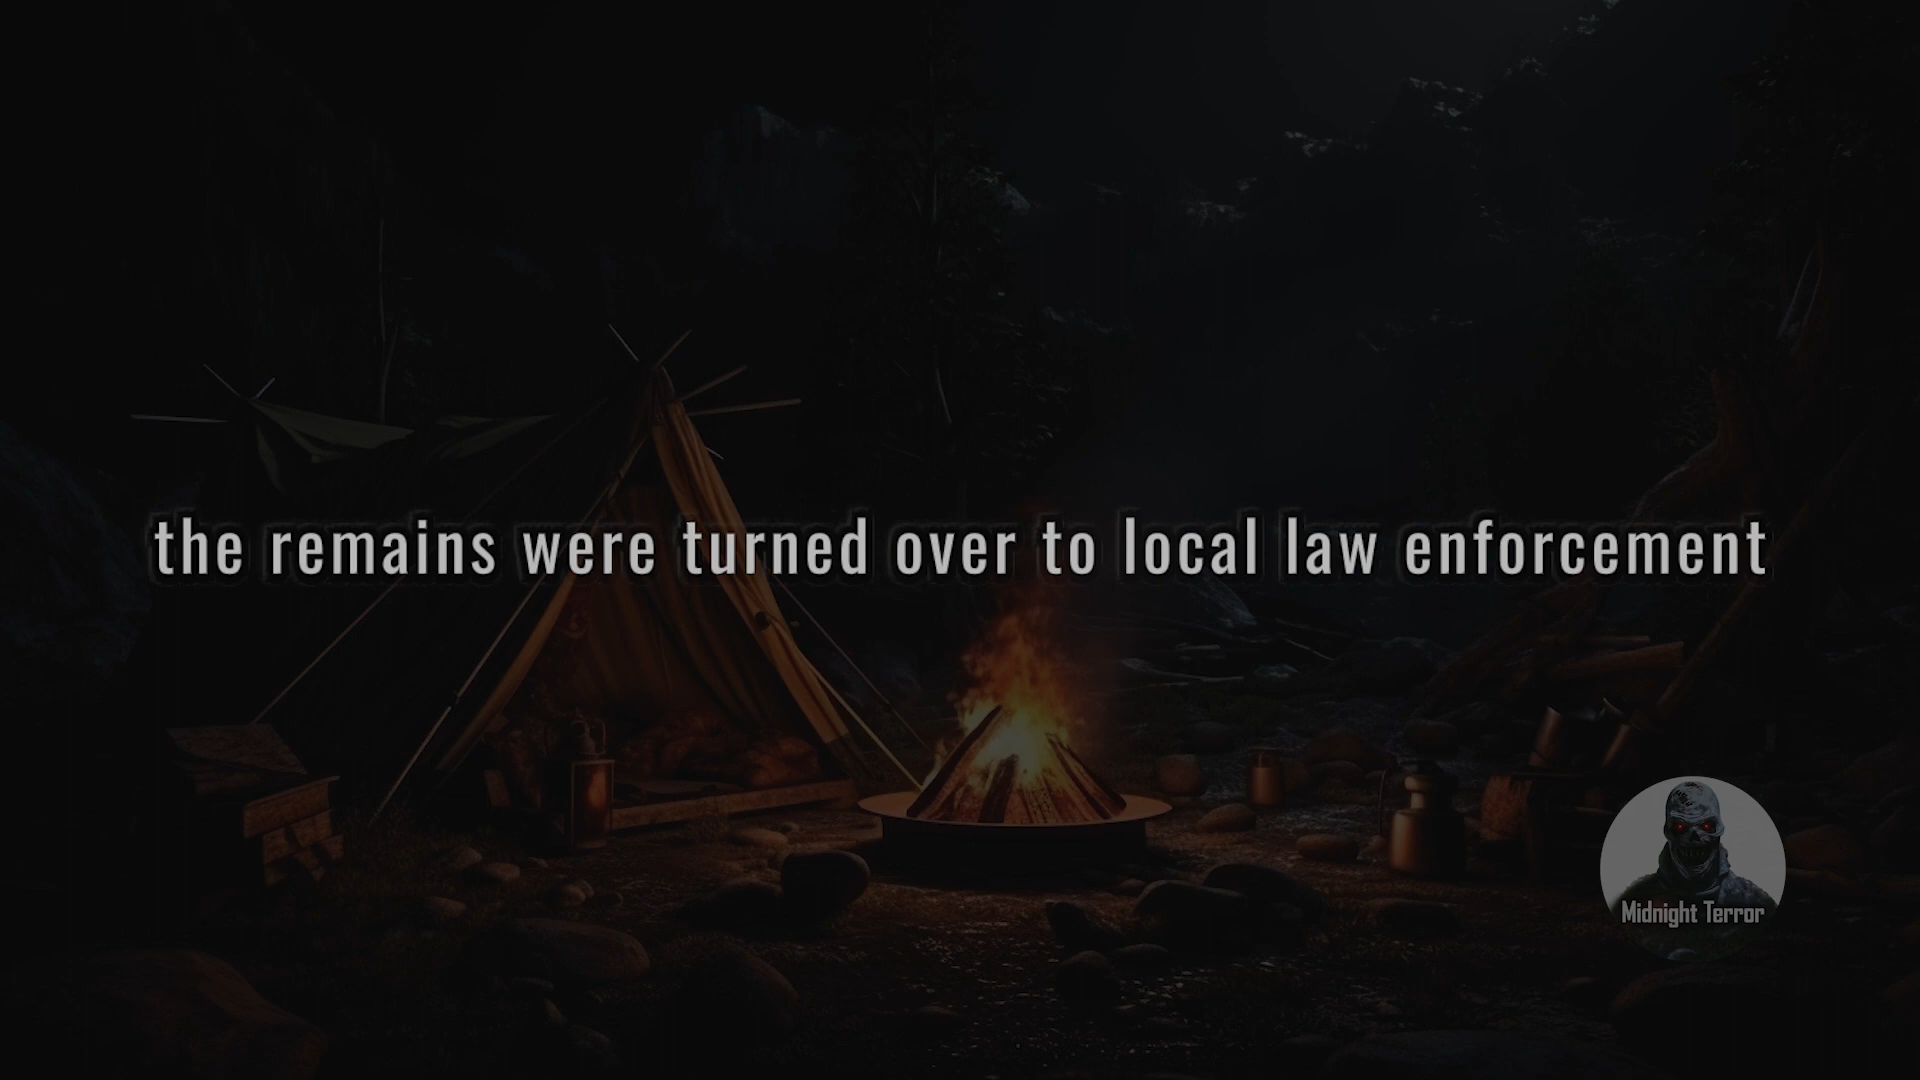 the remains were turned over to local law enforcement
Midnight Terror